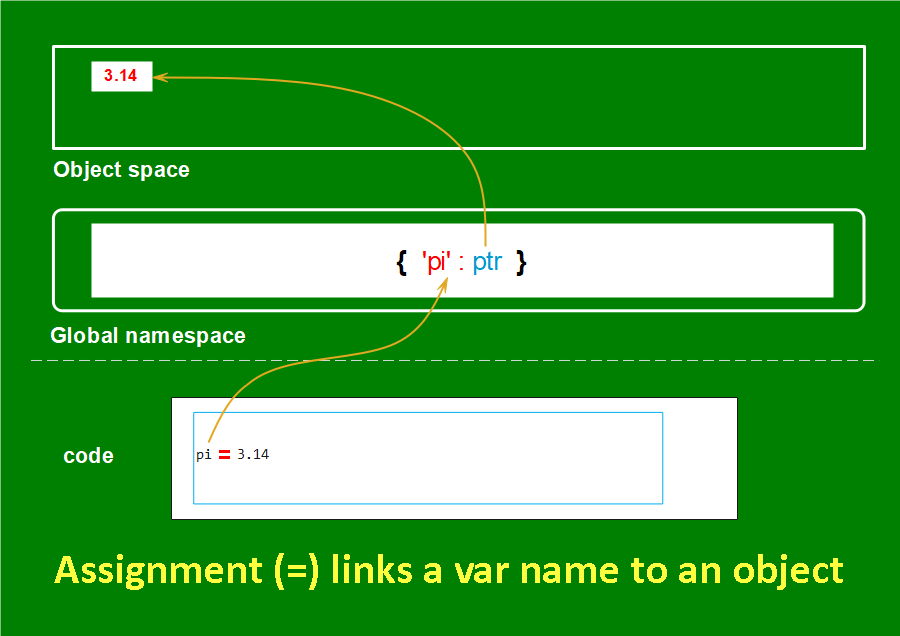 3.14
Object space
{ 'pi' : ptr }
Global namespace
code
pi = 3.14
Assignment (=) links a var name to an object